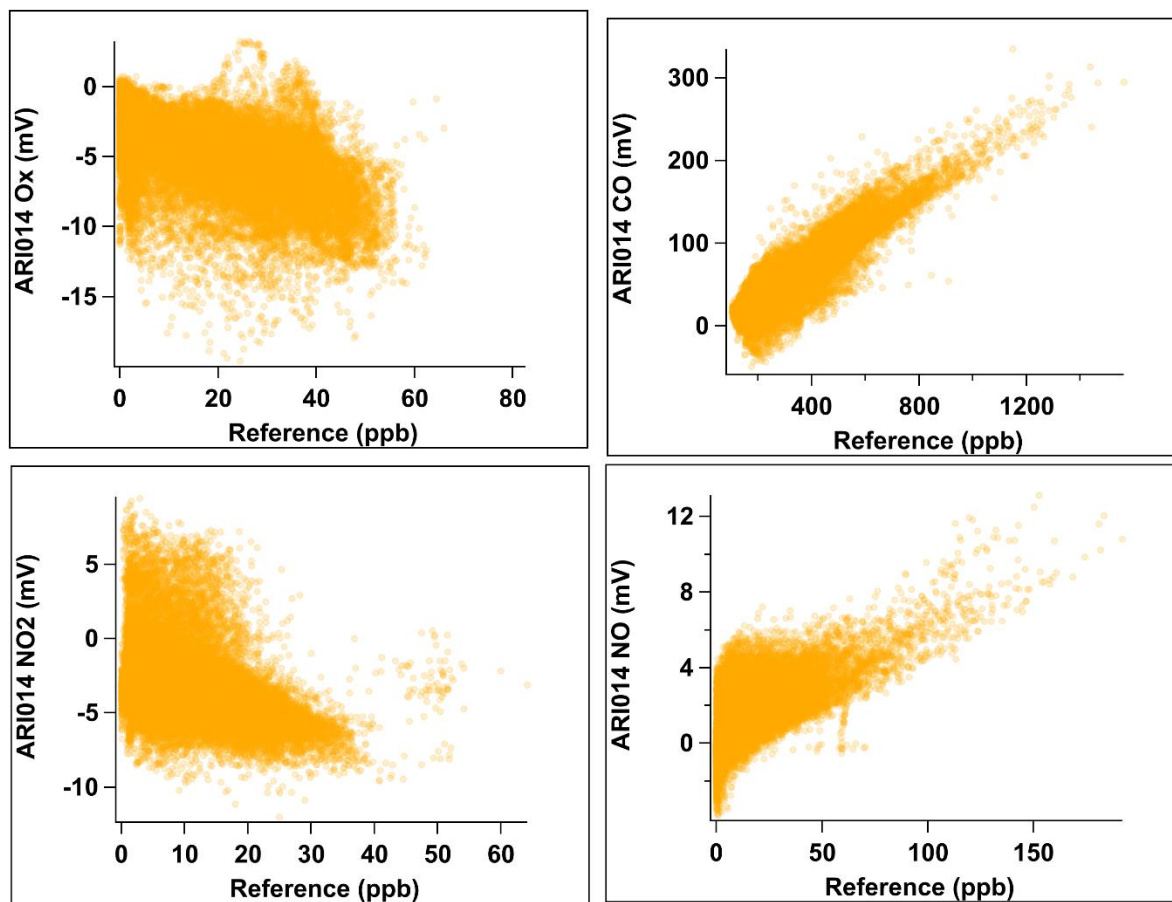 ARI014 Ox (mV)
0
-5
-10
-15
0 20 40 60 80
Reference (ppb)
ARI014 CO (mV)
300
200
100
0
400 800 1200
Reference (ppb)
ARI014 NO2 (mV)
5
0
-5
-10
0 10 20 30 40 50 60
Reference (ppb)
ARI014 NO (mV)
12
8
4
0
0 50 100 150
Reference (ppb)